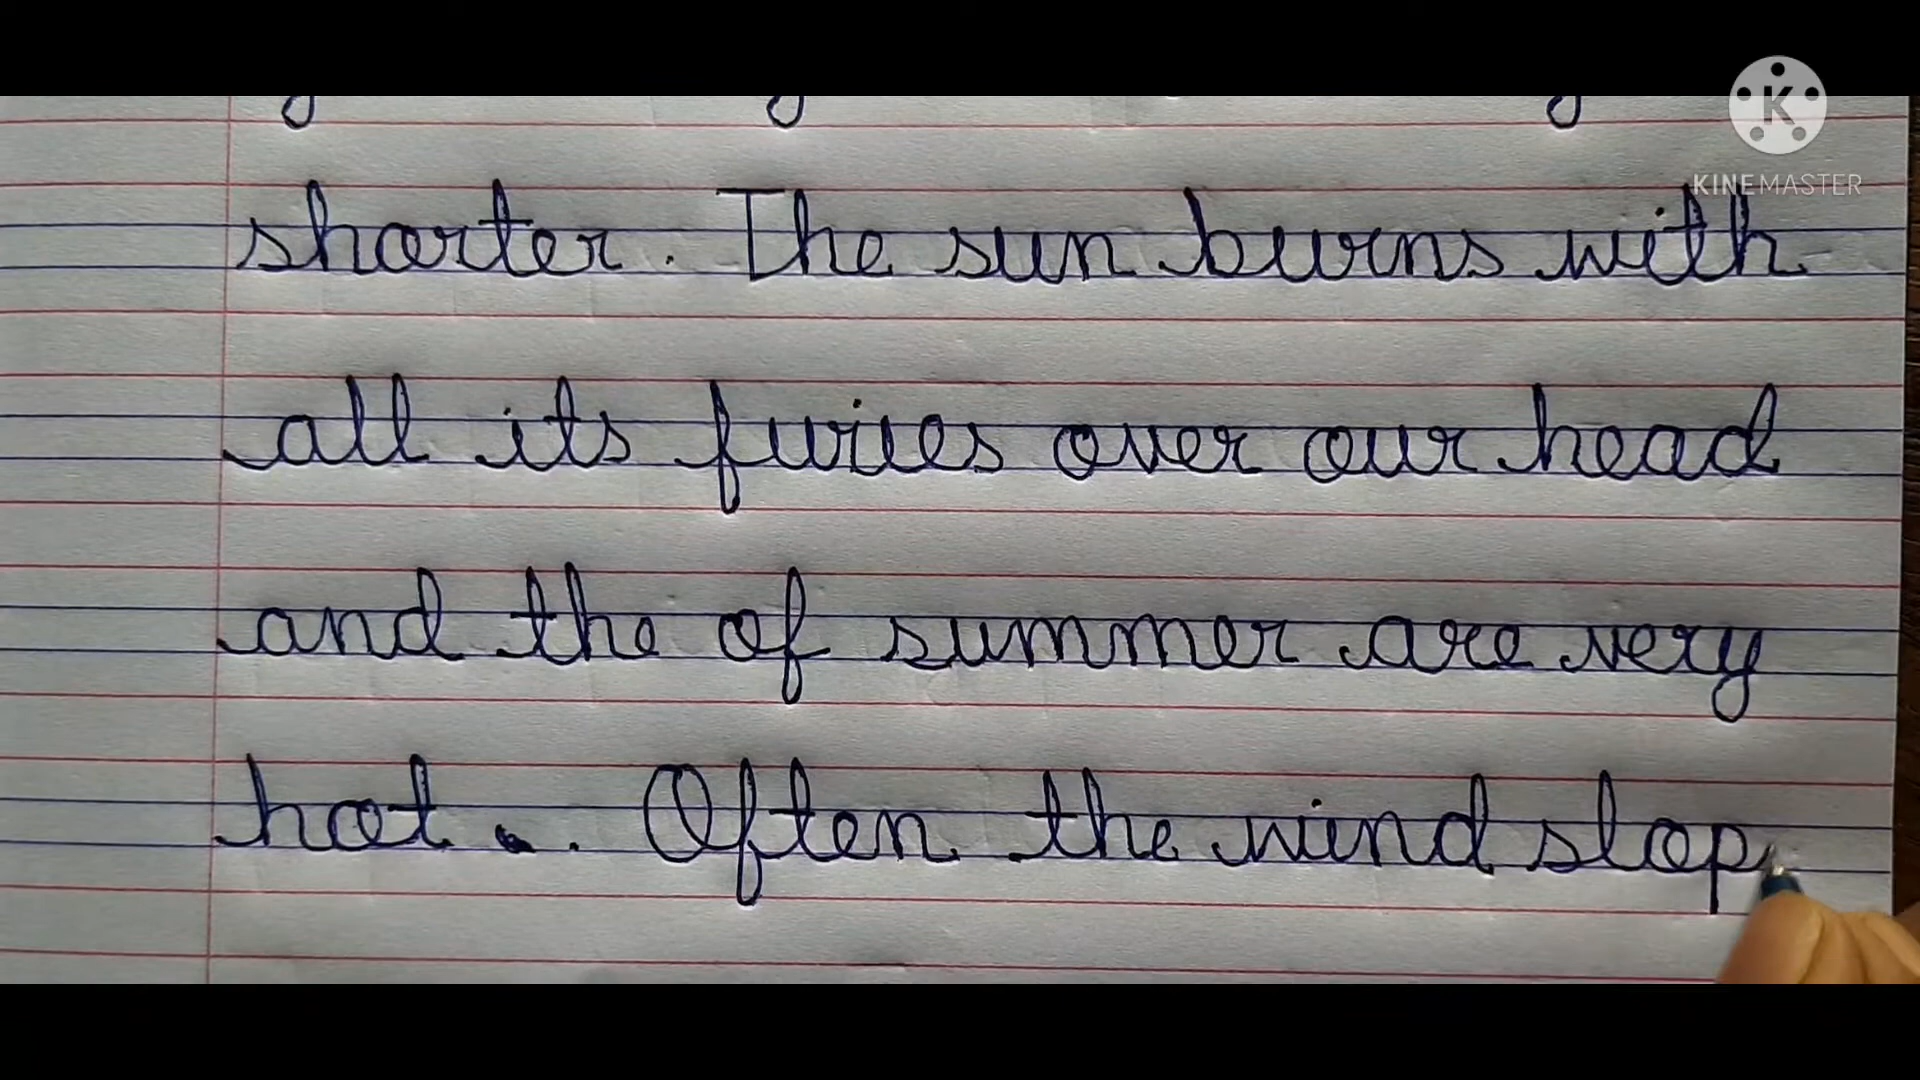 KINEMASTER
shorter. The sun burns with
all its furies over our head
and the of summer are very
hot . . Often the wind stop